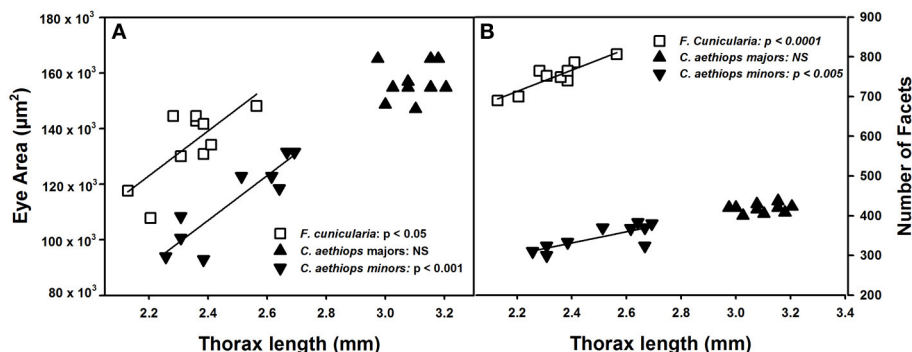 A
Eye Area (µm²)
180 x 10³
160 x 10³
140 x 10³
120 x 10³
100 x 10³
80 x 10³
F. cunicularia: p < 0.05
C. aethiops majors: NS
C. aethiops minors: p < 0.001
2.2 2.4 2.6 2.8 3.0 3.2
Thorax length (mm)
B
F. Cunicularia: p < 0.0001
C. aethiops majors: NS
C. aethiops minors: p < 0.005
900
800
700
600
500
400
300
200
Number of Facets
2.2 2.4 2.6 2.8 3.0 3.2 3.4
Thorax length (mm)